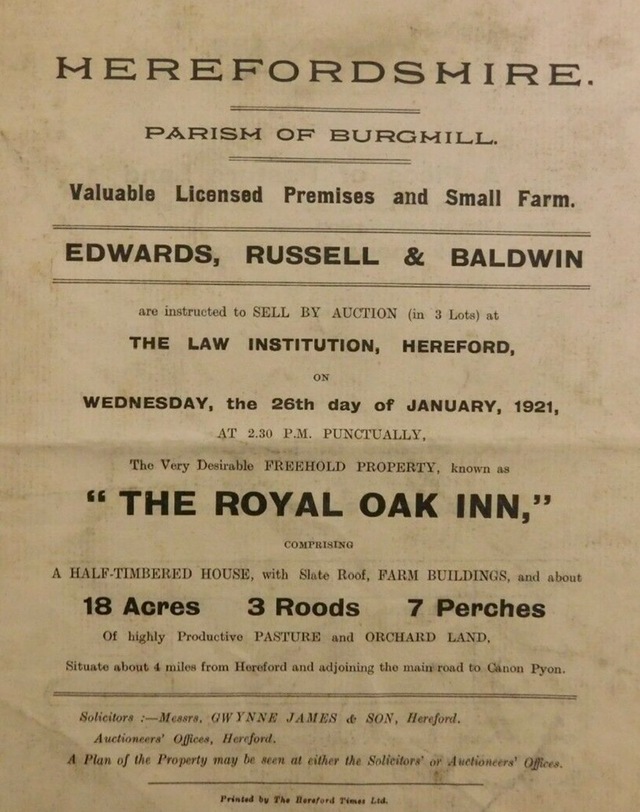 HEREFORDSHIRE.
PARISH OF BURGHILL.
Valuable Licensed Premises and Small Farm.
EDWARDS, RUSSELL & BALDWIN
are instructed to SELL BY AUCTION (in 3 Lots) at
THE LAW INSTITUTION, HEREFORD,
ON
WEDNESDAY, the 26th day of JANUARY, 1921,
AT 2.30 P.M. PUNCTUALLY,
The Very Desirable FREEHOLD PROPERTY, known as
“ THE ROYAL OAK INN,”
COMPRISING
A HALF-TIMBERED HOUSE, with Slate Roof, FARM BUILDINGS, and about
18 Acres 3 Roods 7 Perches
Of highly Productive PASTURE and ORCHARD LAND,
Situate about 4 miles from Hereford and adjoining the main road to Canon Pyon.
Solicitors :—Messrs. GWYNNE JAMES & SON, Hereford.
Auctioneers' Offices, Hereford.
A Plan of the Property may be seen at either the Solicitors' or Auctioneers' Offices.
Printed by The Hereford Times Ltd.